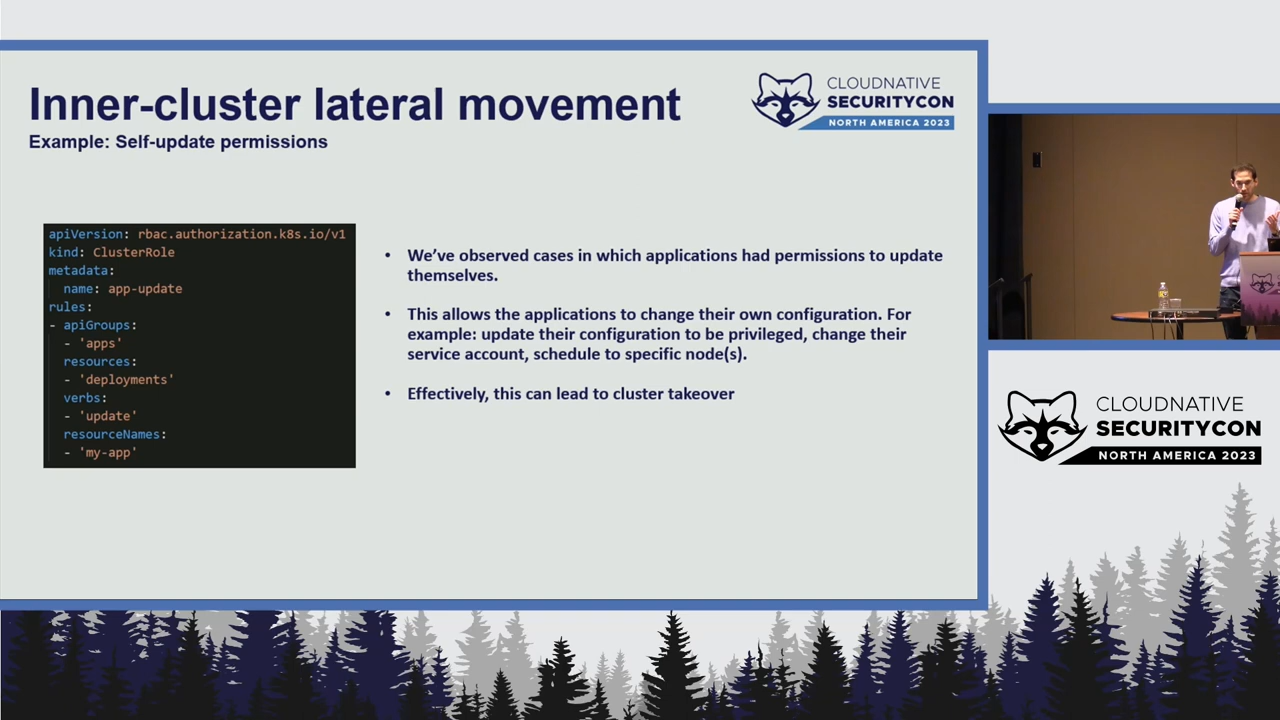 Inner-cluster lateral movement
Example: Self-update permissions
CLOUDNATIVE
SECURITYCON
NORTH AMERICA 2023
apiVersion: rbac.authorization.k8s.io/v1
kind: ClusterRole
metadata:
  name: app-update
rules:
- apiGroups:
  - 'apps'
  resources:
  - 'deployments'
  verbs:
  - 'update'
  resourceNames:
  - 'my-app'
• We've observed cases in which applications had permissions to update
themselves.
• This allows the applications to change their own configuration. For
example: update their configuration to be privileged, change their
service account, schedule to specific node(s).
• Effectively, this can lead to cluster takeover
CLOUDNATIVE
SECURITYCON
NORTH AMERICA 2023